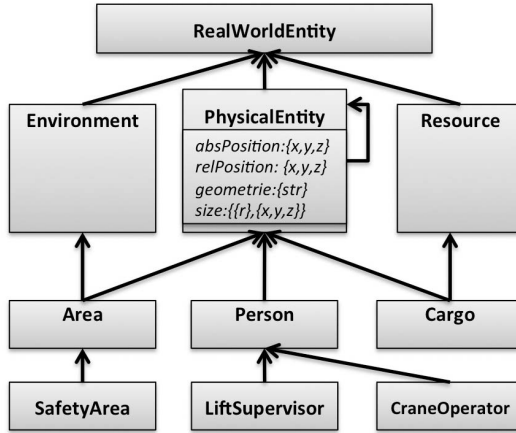 RealWorldEntity
Environment
PhysicalEntity
Resource
absPosition:{x,y,z}
relPosition: {x,y,z}
geometrie:{str}
size:{{r},{x,y,z}}
Area
Person
Cargo
SafetyArea
LiftSupervisor
CraneOperator